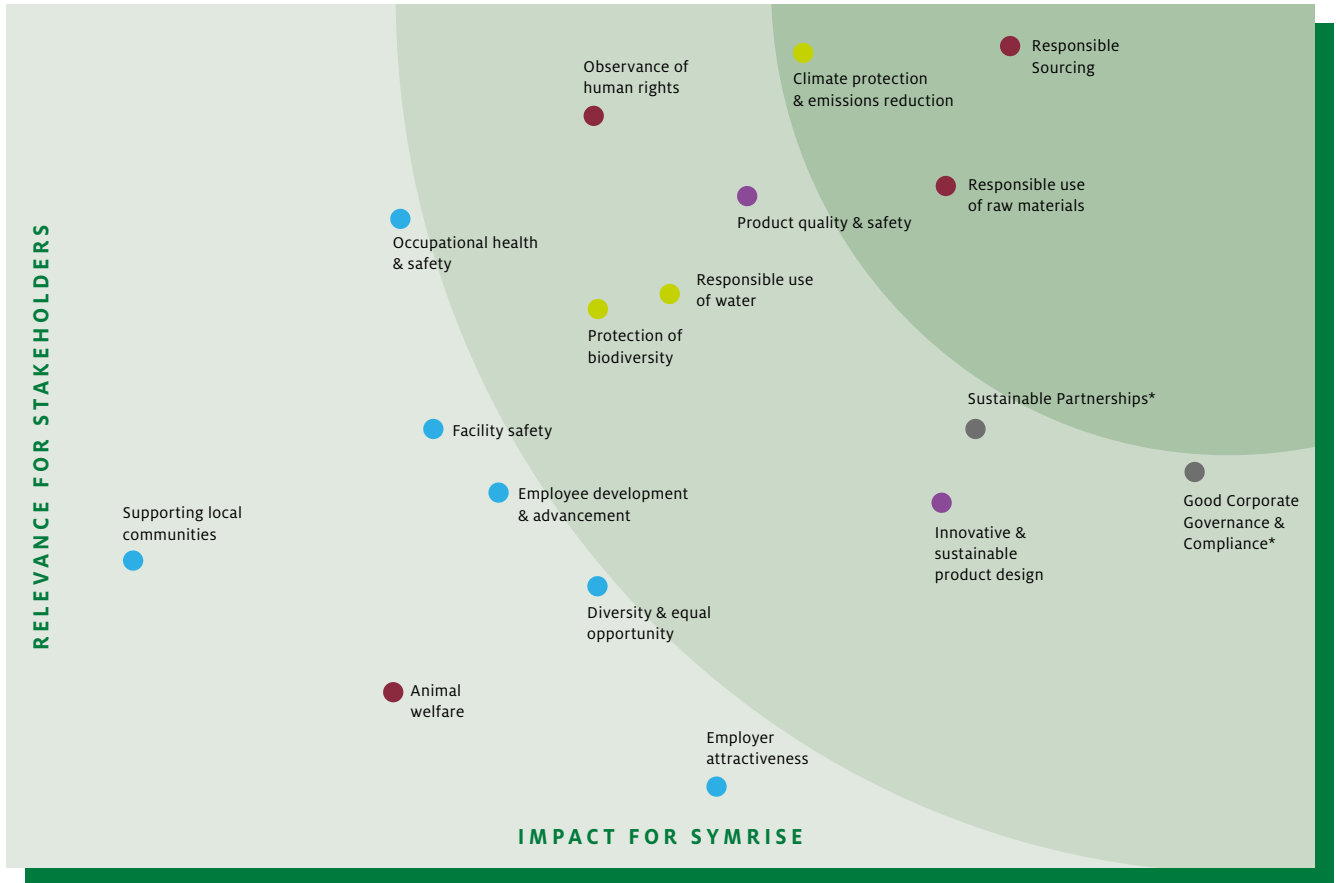 Responsible
Sourcing
Observance of
human rights
Climate protection
& emissions reduction
Responsible use
of raw materials
Product quality & safety
Occupational health
& safety
Responsible use
of water
Protection of
biodiversity
Sustainable Partnerships*
Facility safety
Employee development
& advancement
Good Corporate
Governance &
Compliance*
Supporting local
communities
Innovative &
sustainable
product design
Diversity & equal
opportunity
Animal
welfare
Employer
attractiveness
RELEVANCE FOR STAKEHOLDERS
IMPACT FOR SYMRISE